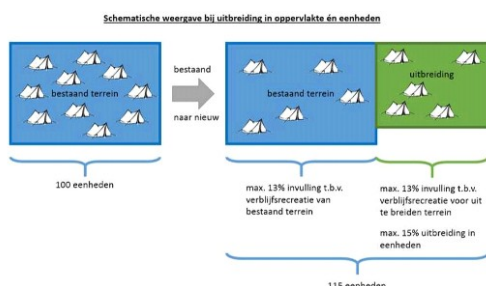 Schematische weergave bij uitbreiding in oppervlakte én eenheden
bestaand terrein
bestaand
naar nieuw
bestaand terrein
uitbreiding
100 eenheden
max. 13% invulling t.b.v.
verblijfsrecreatie van
bestaand terrein
max. 13% invulling t.b.v.
verblijfsrecreatie voor uit
te breiden terrein
max. 15% uitbreiding in
eenheden
115 eenheden